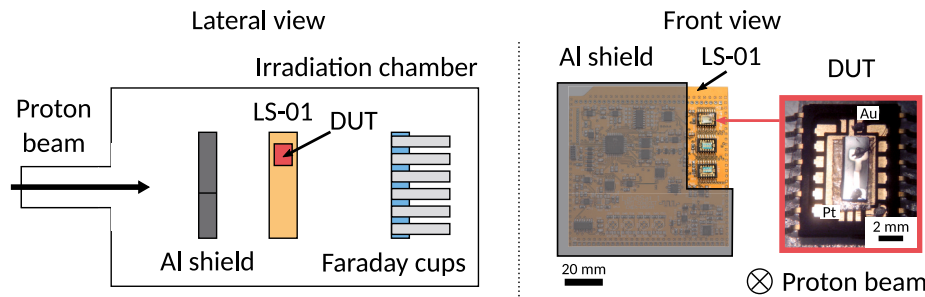 Lateral view
Irradiation chamber
Proton
beam
LS-01
DUT
Al shield
Faraday cups
Front view
Al shield
LS-01
DUT
Au
Pt
2 mm
20 mm
Proton beam